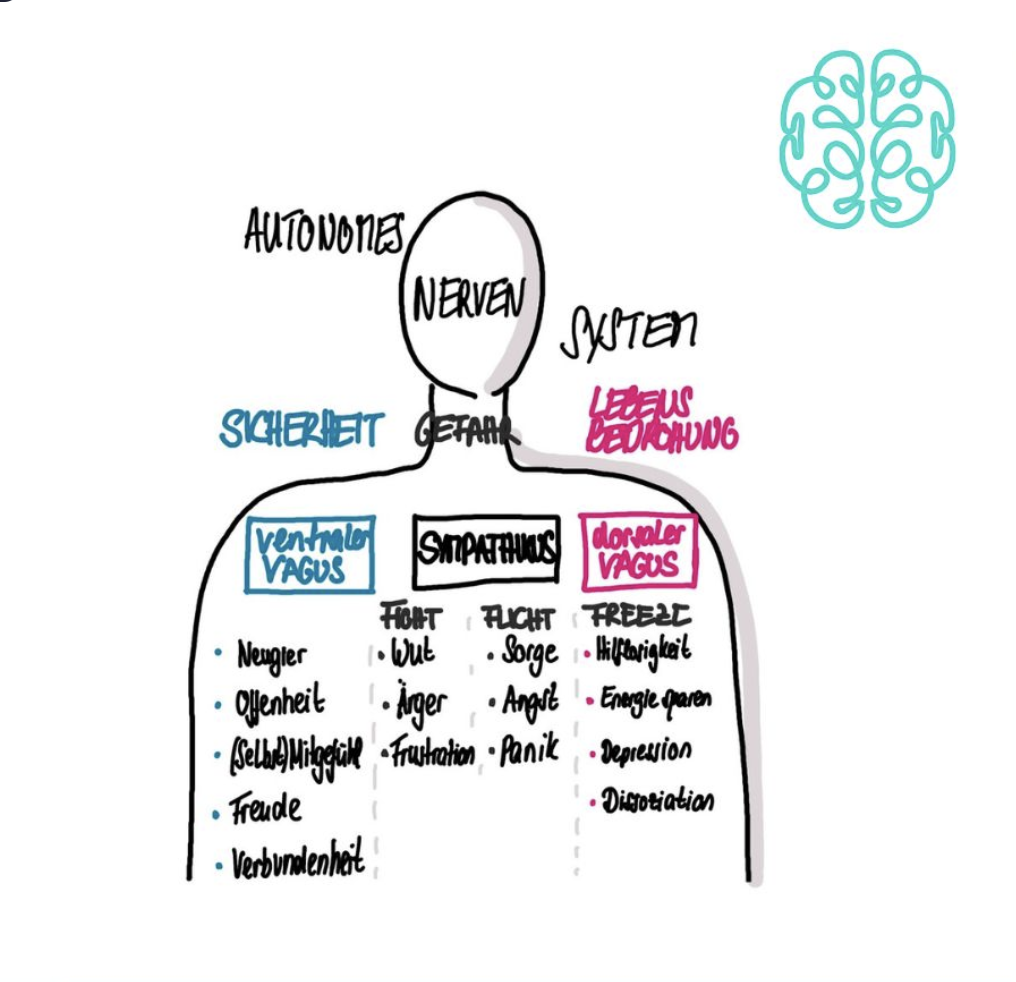 AUTONOMES
NERVEN
SYSTEM
SICHERHEIT
GEFAHR
LEBENS
BEDROHUNG
ventraler
VAGUS
SYMPATHIKUS
dorsaler
VAGUS
FIGHT
FLIGHT
FREEZE
• Neugier
• Offenheit
• (Selbst)Mitgefühl
• Freude
• Verbundenheit
• Wut
• Ärger
• Frustration
• Sorge
• Angst
• Panik
• Hilflosigkeit
• Energie sparen
• Depression
• Dissoziation